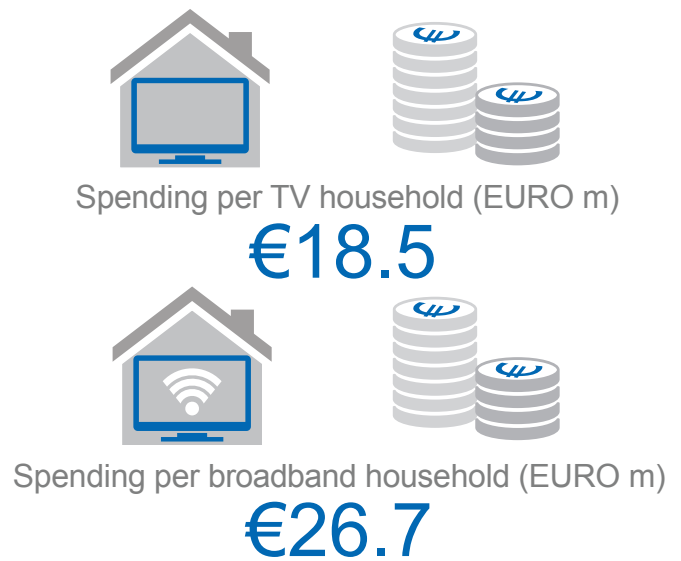 Spending per TV household (EURO m)
€18.5
Spending per broadband household (EURO m)
€26.7